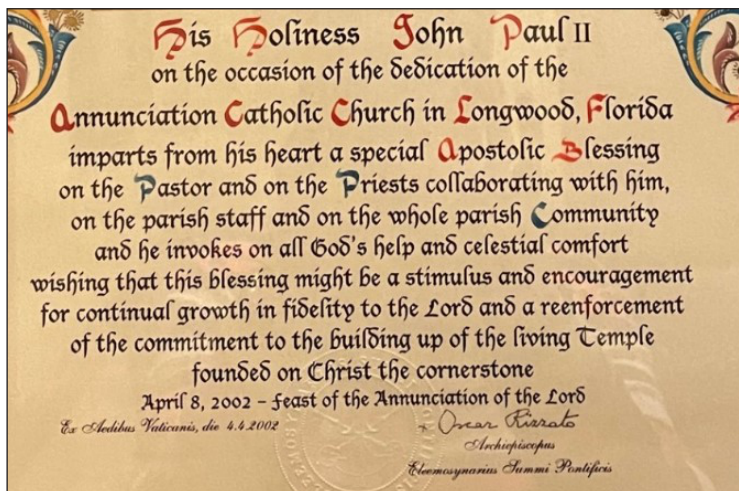 His Holiness John Paul II
on the occasion of the dedication of the
Annunciation Catholic Church in Longwood, Florida
imparts from his heart a special Apostolic Blessing
on the Pastor and on the Priests collaborating with him,
on the parish staff and on the whole parish Community
and he invokes on all God's help and celestial comfort
wishing that this blessing might be a stimulus and encouragement
for continual growth in fidelity to the Lord and a reenforcement
of the commitment to the building up of the living Temple
founded on Christ the cornerstone
April 8, 2002 – Feast of the Annunciation of the Lord
Ex Aedibus Vaticanis, die 4.4.2002
+ Oscar Rizzato
Archiepiscopus
Eleemosynarius Summi Pontificis